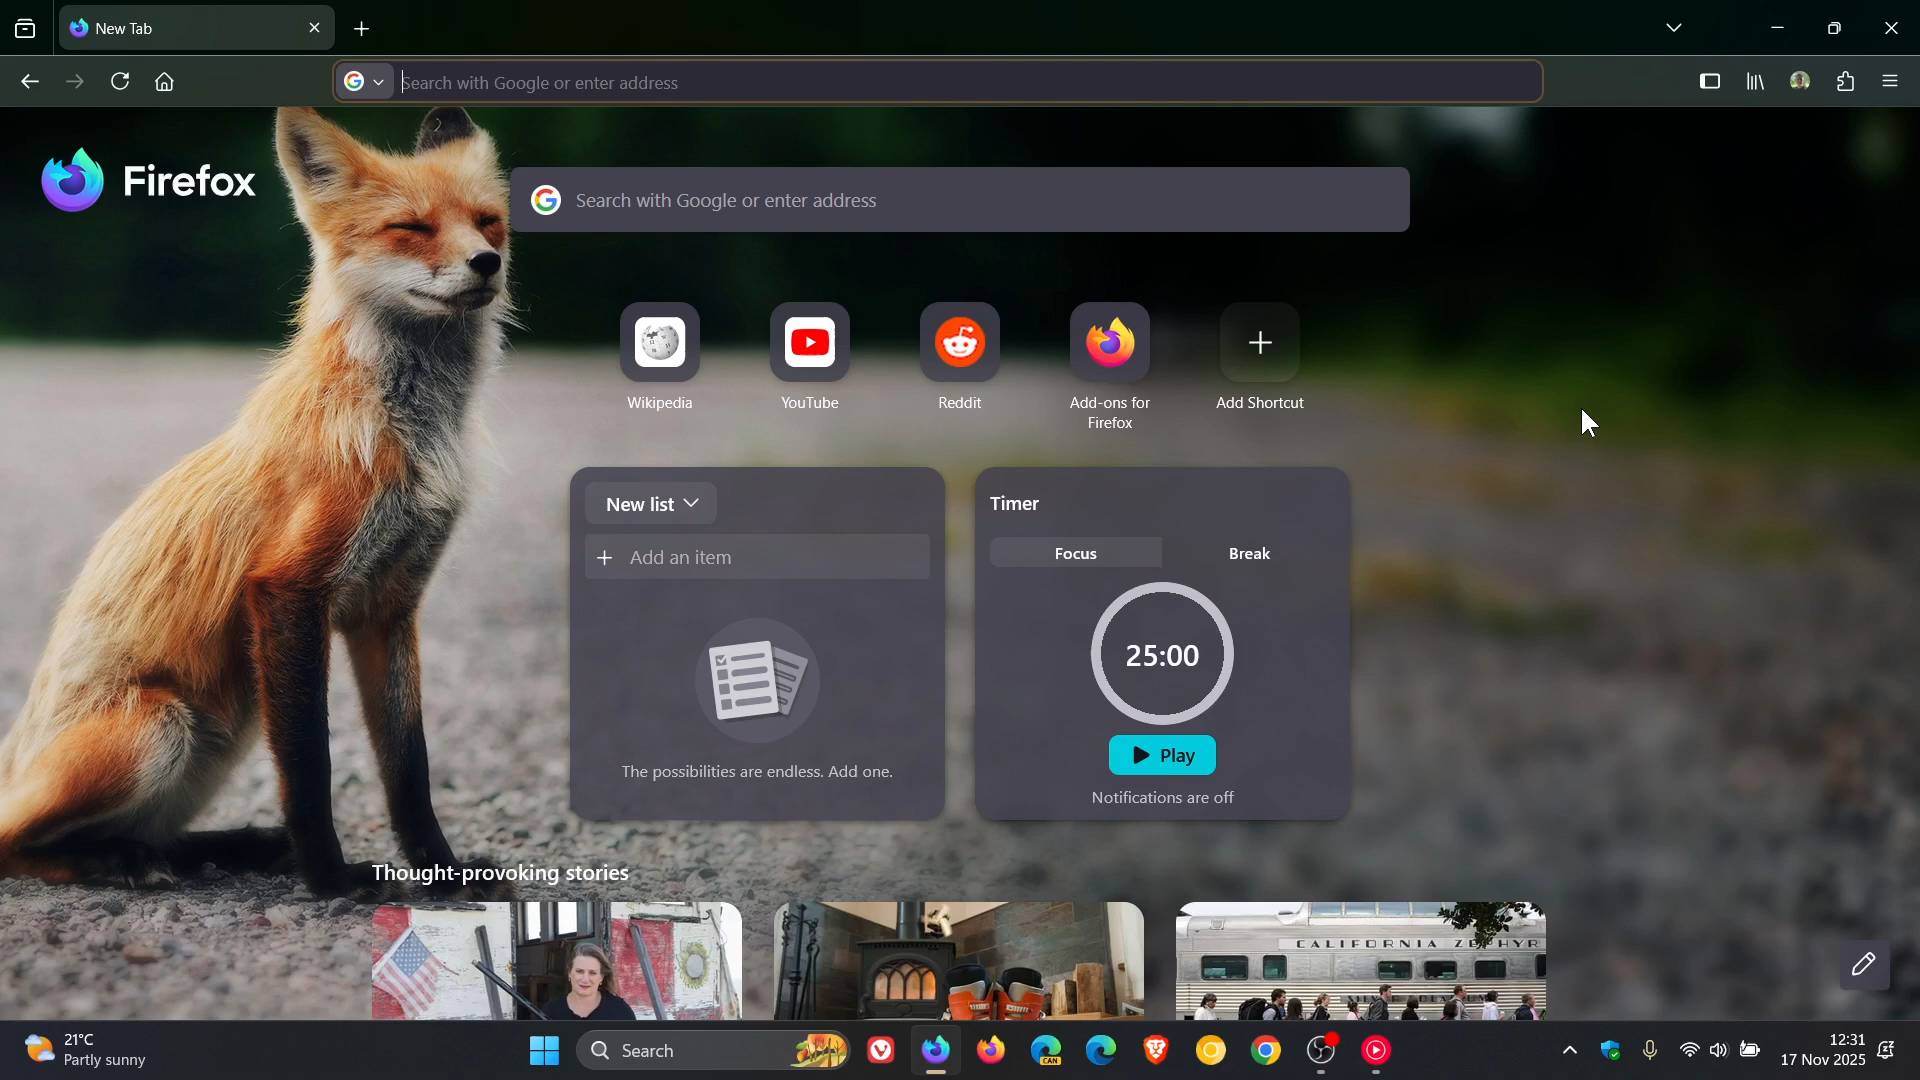 New Tab
Search with Google or enter address
Firefox
Search with Google or enter address
Wikipedia
YouTube
Reddit
Add-ons for
Firefox
Add Shortcut
New list
Add an item
The possibilities are endless. Add one.
Timer
Focus
Break
25:00
Play
Notifications are off
Thought-provoking stories
CALIFORNIA ZEPHYR
21°C
Partly sunny
Search
CAN
12:31
17 Nov 2025